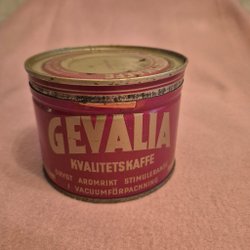 GEVALIA
KVALITETSKAFFE
AROMRIKT STIMULERANDE
I VACUUMFÖRPACKNING